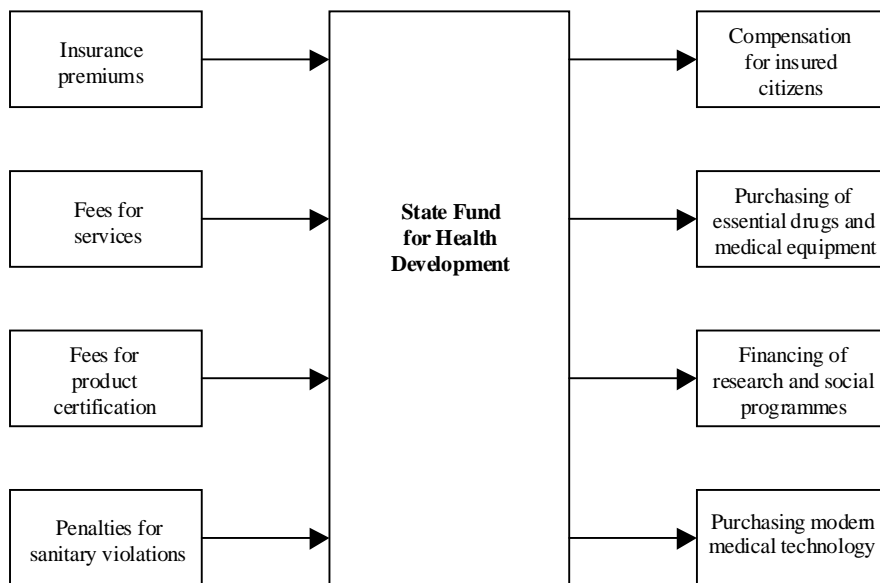 Insurance
premiums
Fees for
services
Fees for
product
certification
Penalties for
sanitary violations
State Fund
for Health
Development
Compensation
for insured
citizens
Purchasing of
essential drugs and
medical equipment
Financing of
research and social
programmes
Purchasing modern
medical technology